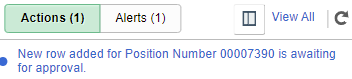 Actions (1) Alerts (1) View All
New row added for Position Number 00007390 is awaiting
for approval.